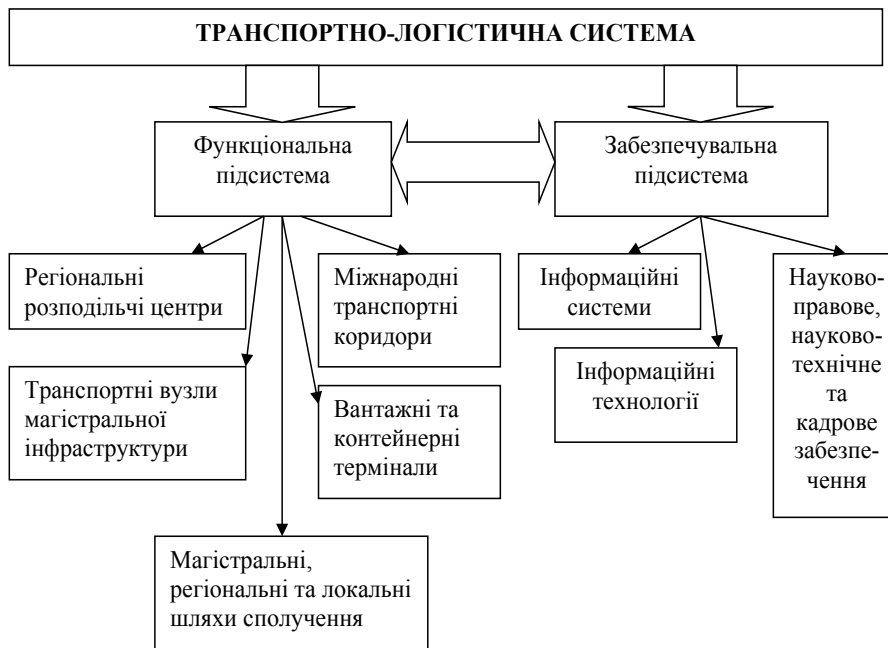 ТРАНСПОРТНО-ЛОГІСТИЧНА СИСТЕМА
Функціональна
підсистема
Забезпечувальна
підсистема
Регіональні
розподільчі центри
Міжнародні
транспортні
коридори
Інформаційні
системи
Науково-
правове,
науково-
технічне
та
кадрове
забезпе-
чення
Транспортні вузли
магістральної
інфраструктури
Вантажні та
контейнерні
термінали
Інформаційні
технології
Магістральні,
регіональні та локальні
шляхи сполучення